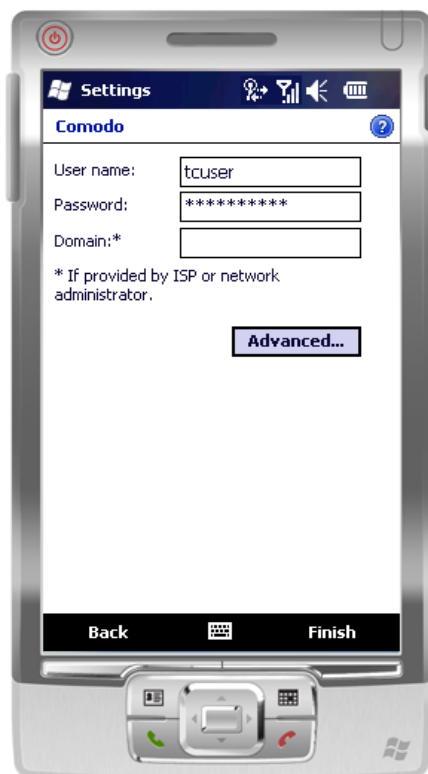 Settings
Comodo
User name: tcuser
Password: **********
Domain:*
* If provided by ISP or network
administrator.
Advanced...
Back Finish